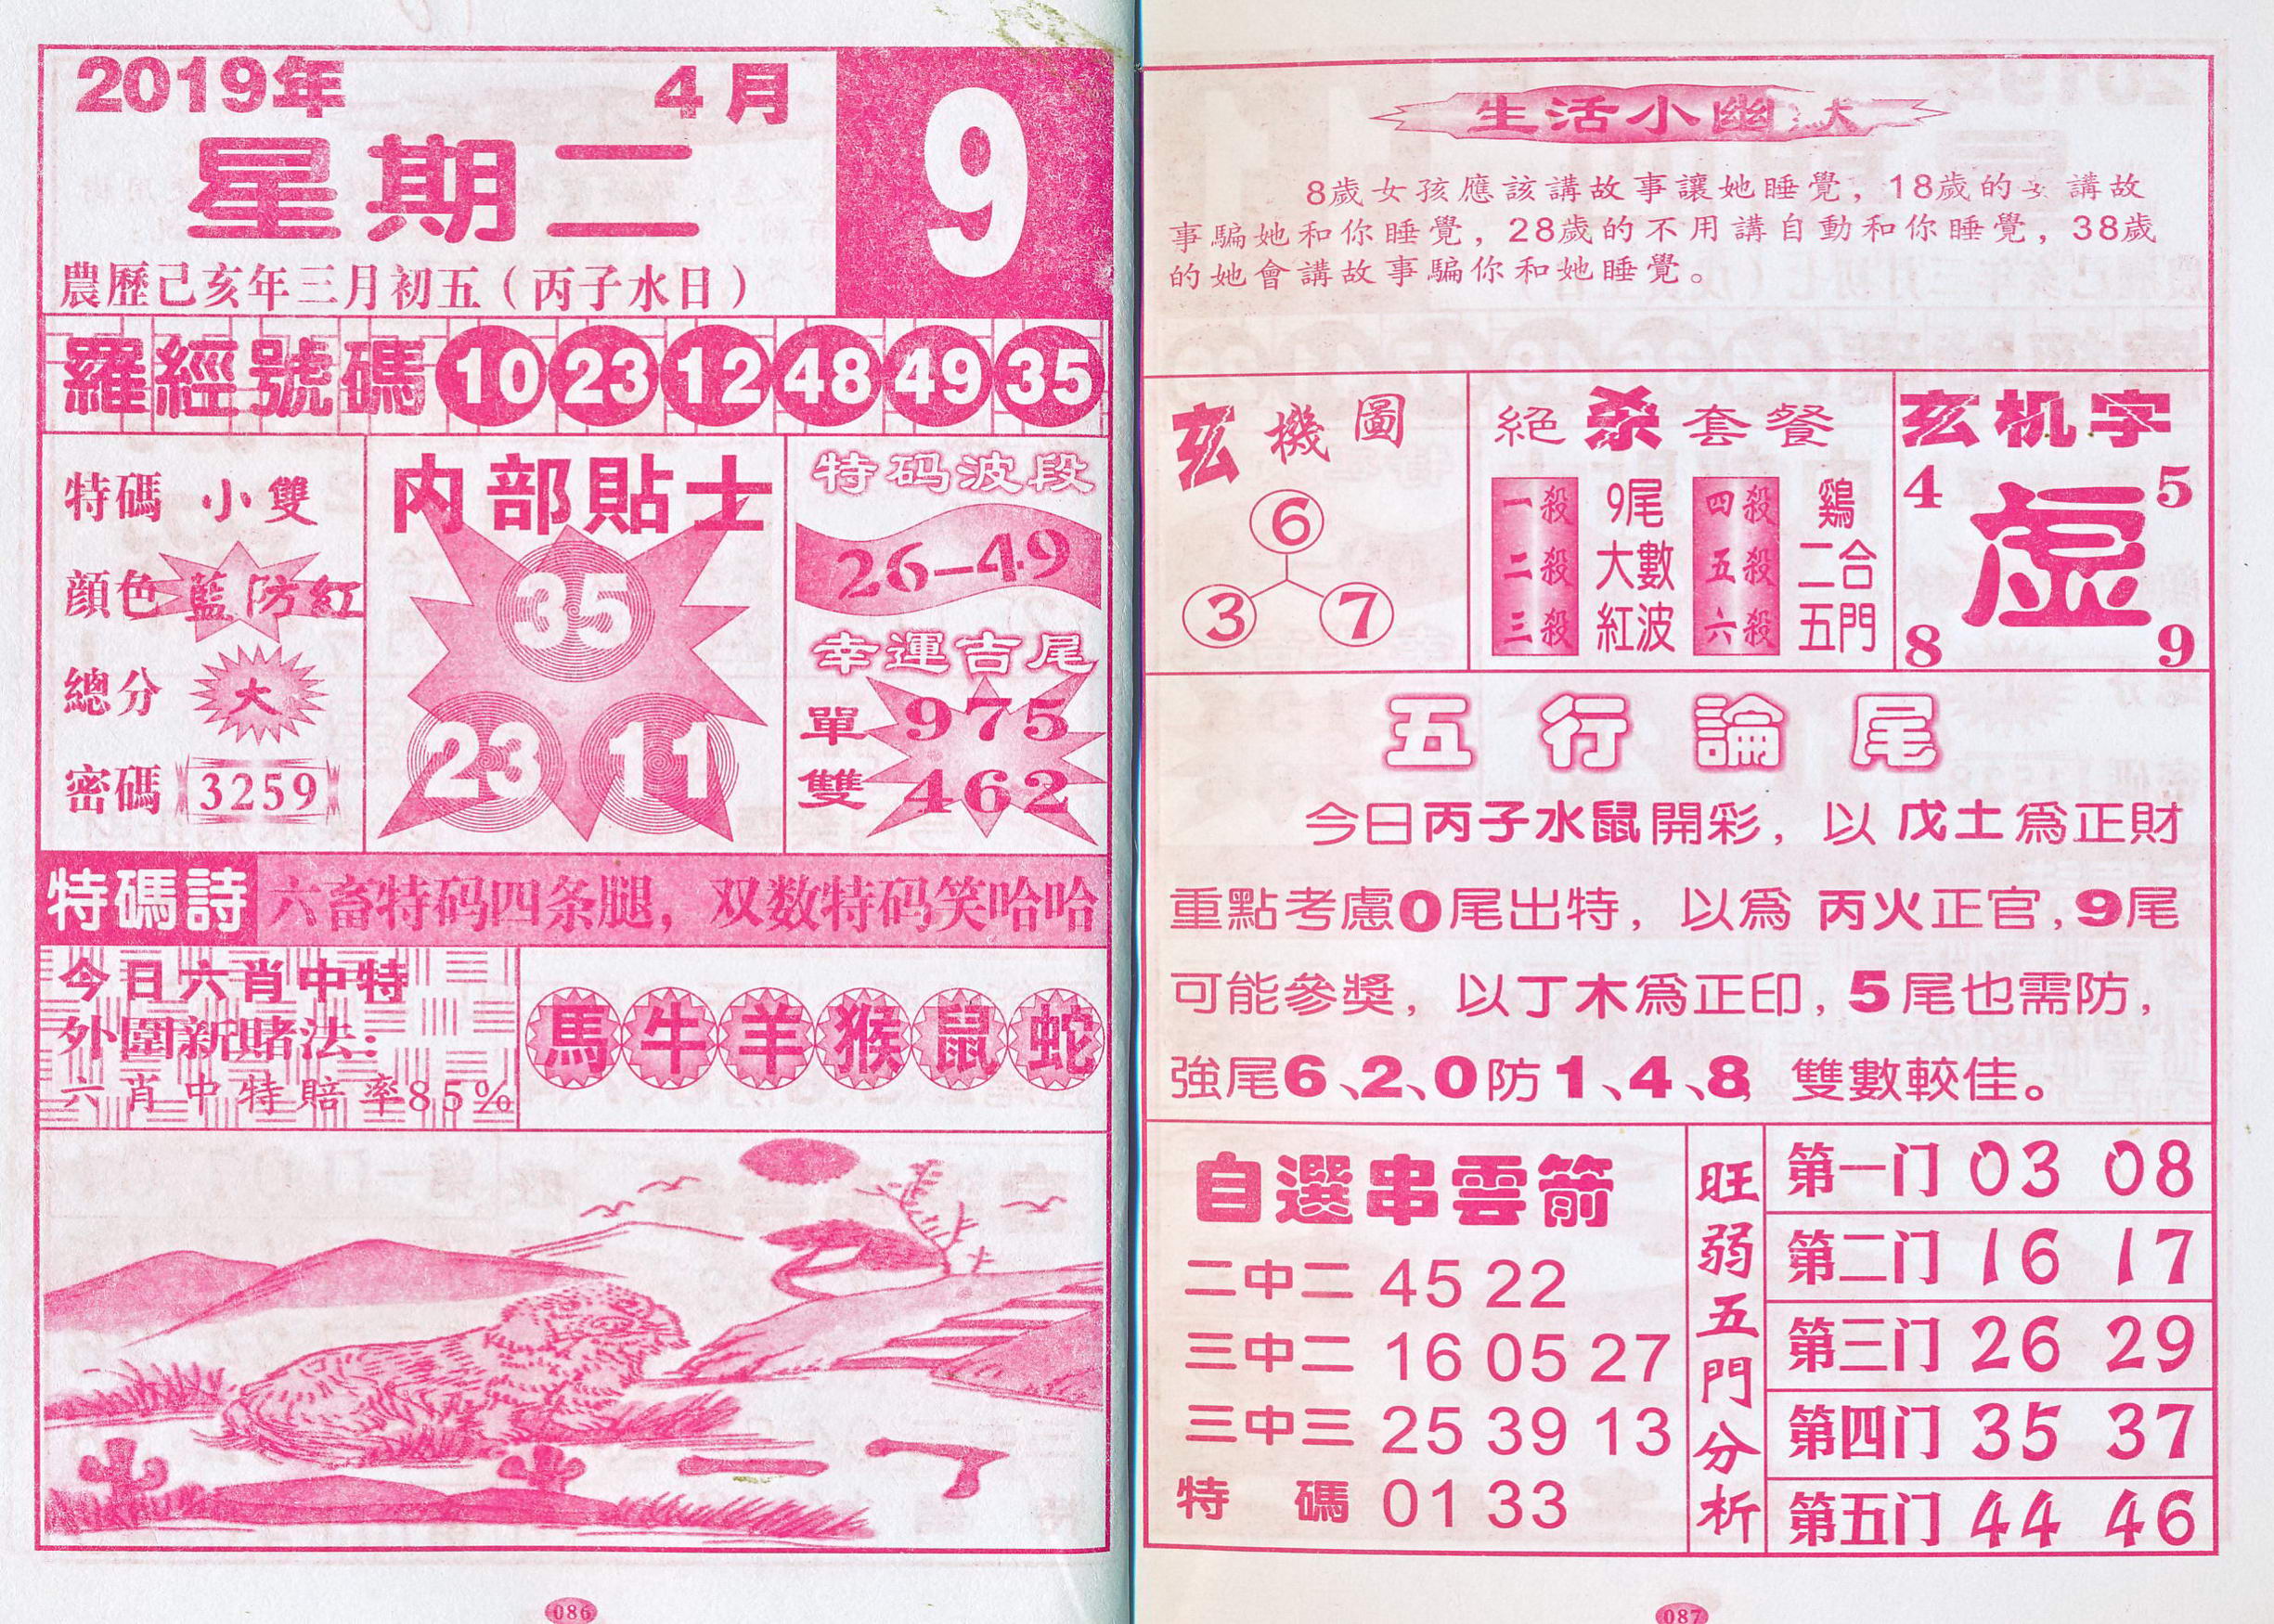 2019年 4月 9
星期二
農歷己亥年三月初五(丙子水日)
羅經號碼 10 23 12 48 49 35
特碼 小雙
顔色 藍防紅
總分 大
密碼 3259
内部貼士
35
23 11
特码波段
26—49
幸運吉尾
單 975
雙 462
特碼詩 六畜特码四条腿，双数特码笑哈哈
今日六肖中特
外圍新賭法:
六肖中特賠率85%
馬 牛 羊 猴 鼠 蛇
086
生活小幽
8歲女孩應該講故事讓她睡覺，18歲的 講故
事騙她和你睡覺，28歲的不用講自動和你睡覺，38歲
的她會講故事騙你和她睡覺。
玄機圖
6
3 7
絕杀套餐
一殺 9尾 四殺 鷄
二殺 大數 五殺 二合
三殺 紅波 六殺 五門
玄机字
4 5
虚
8 9
五行論尾
今日丙子水鼠開彩，以 戊土爲正財
重點考慮0尾出特，以爲 丙火正官,9尾
可能參獎，以丁木爲正印,5尾也需防，
強尾6、2、0防1、4、8, 雙數較佳。
自選串雲箭
二中二 45 22
三中二 16 05 27
三中三 25 39 13
特 碼 01 33
旺弱五門分析
第一门 03 08
第二门 16 17
第三门 26 29
第四门 35 37
第五门 44 46
087